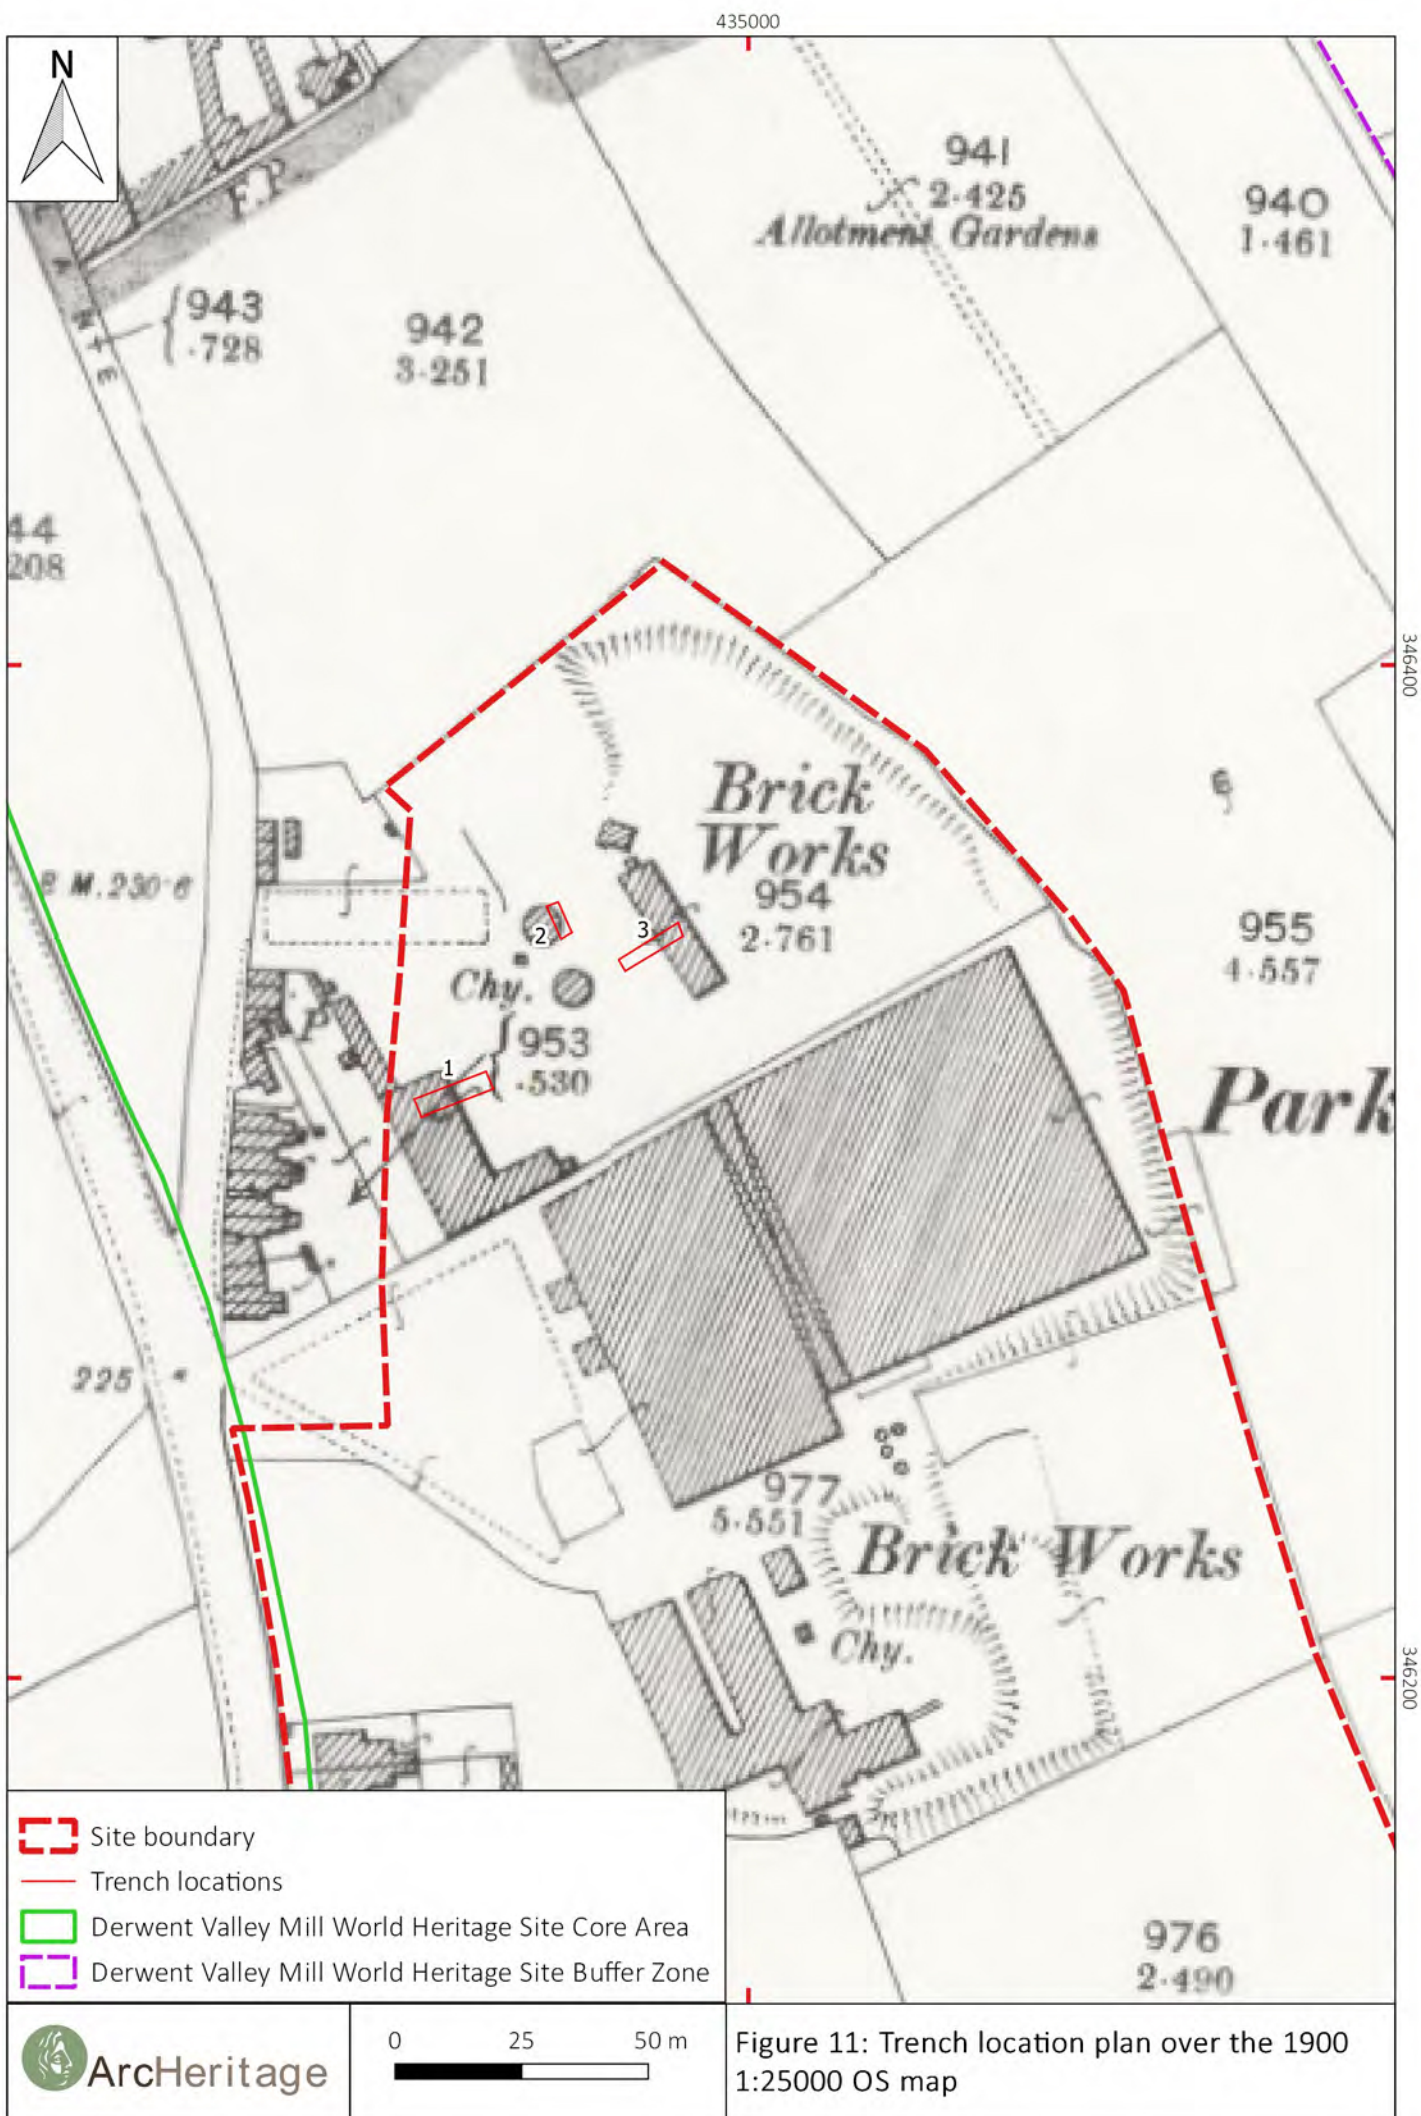 435000
N
F.P.
L
A
N
E
943
.728
942
3.251
941
2.425
Allotment Gardens
940
1.461
44
208
346400
B.M.230.6
Brick
Works
954
2.761
2
3
Chy.
953
.530
1
P
955
4.557
Park
225
977
5.551
Brick Works
Chy.
346200
976
2.490
Site boundary
Trench locations
Derwent Valley Mill World Heritage Site Core Area
Derwent Valley Mill World Heritage Site Buffer Zone
ArcHeritage
0 25 50 m
Figure 11: Trench location plan over the 1900
1:25000 OS map